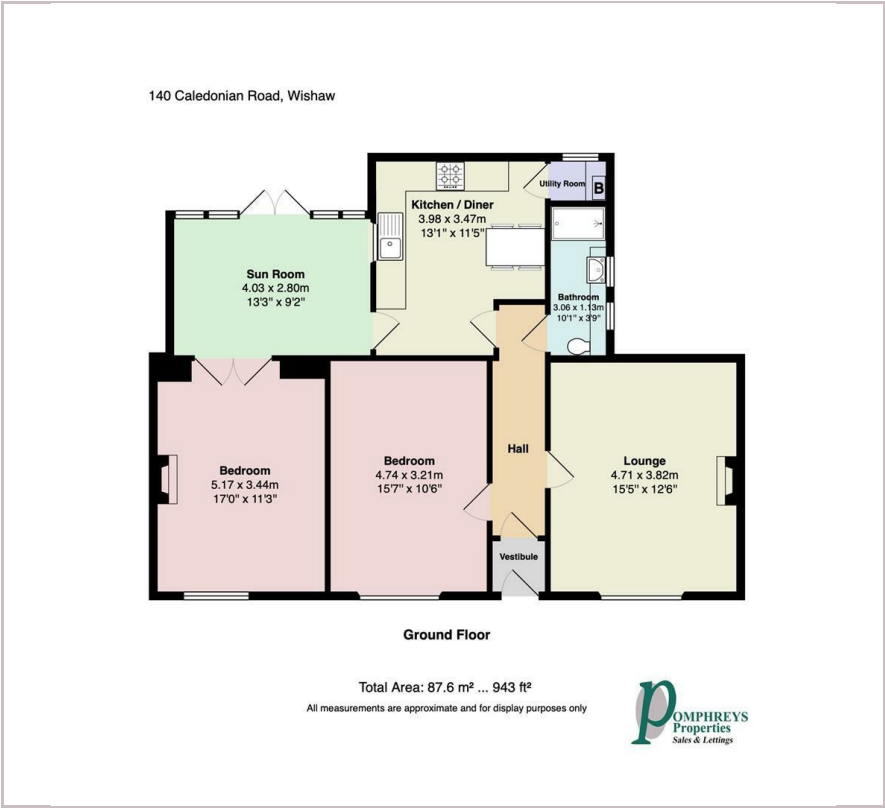 140 Caledonian Road, Wishaw
Kitchen / Diner
3.98 x 3.47m
13'1" x 11'5"
Utility Room
B
Sun Room
4.03 x 2.80m
13'3" x 9'2"
Bathroom
3.06 x 1.13m
10'1" x 3'9"
Bedroom
5.17 x 3.44m
17'0" x 11'3"
Bedroom
4.74 x 3.21m
15'7" x 10'6"
Hall
Lounge
4.71 x 3.82m
15'5" x 12'6"
Vestibule
Ground Floor
Total Area: 87.6 m² ... 943 ft²
All measurements are approximate and for display purposes only
POMPHREYS
Properties
Sales & Lettings